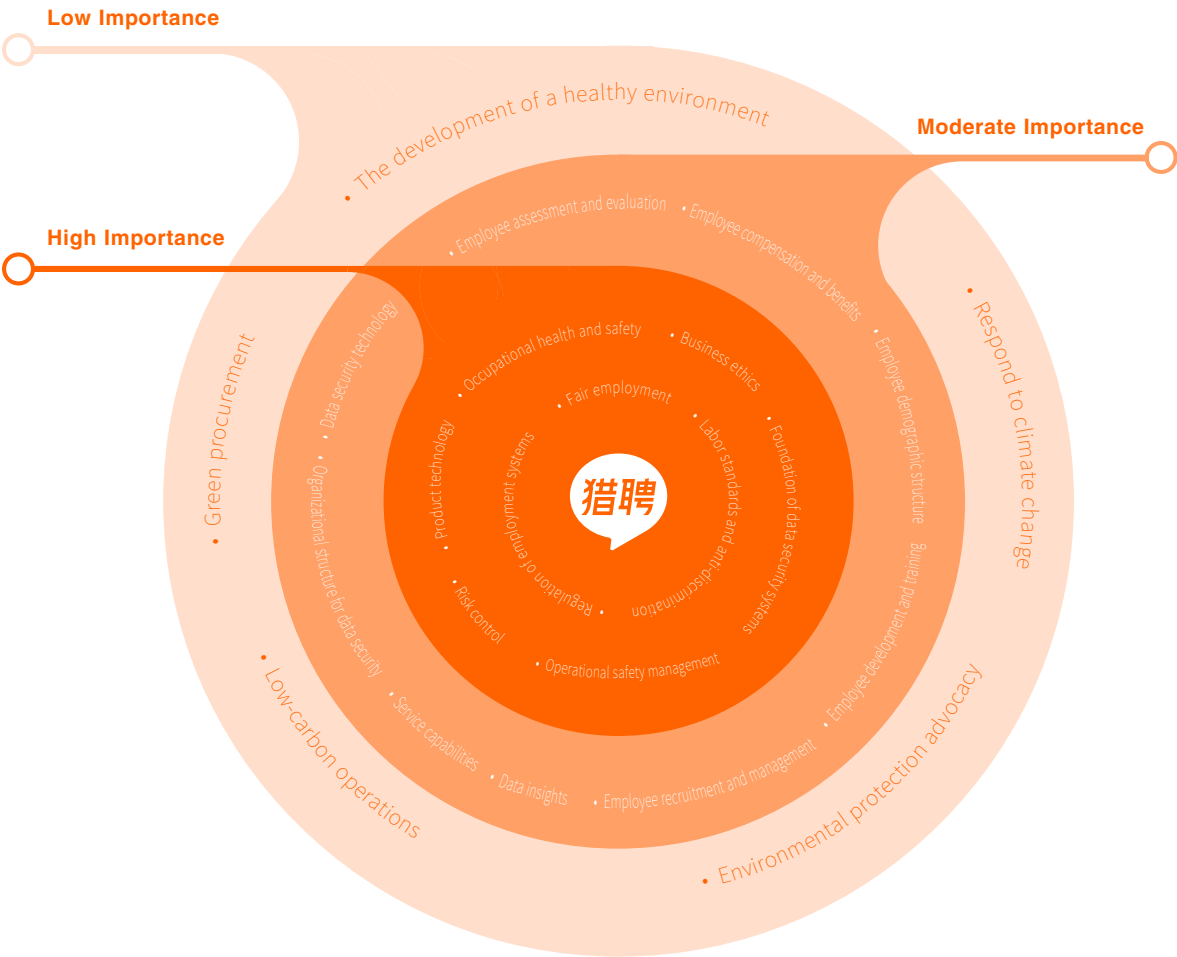 Low Importance
Moderate Importance
High Importance
• The development of a healthy environment
• Respond to climate change
• Environmental protection advocacy
• Low-carbon operations
• Green procurement
• Employee assessment and evaluation
• Employee compensation and benefits
• Employee demographic structure
• Employee development and training
• Employee recruitment and management
• Data insights
• Service capabilities
• Organizational structure for data security
• Data security technology
• Occupational health and safety
• Business ethics
• Foundation of data security systems
• Operational safety management
• Risk control
• Product technology
• Fair employment
• Labor standards and anti-discrimination
• Regulation of employment systems
猎聘